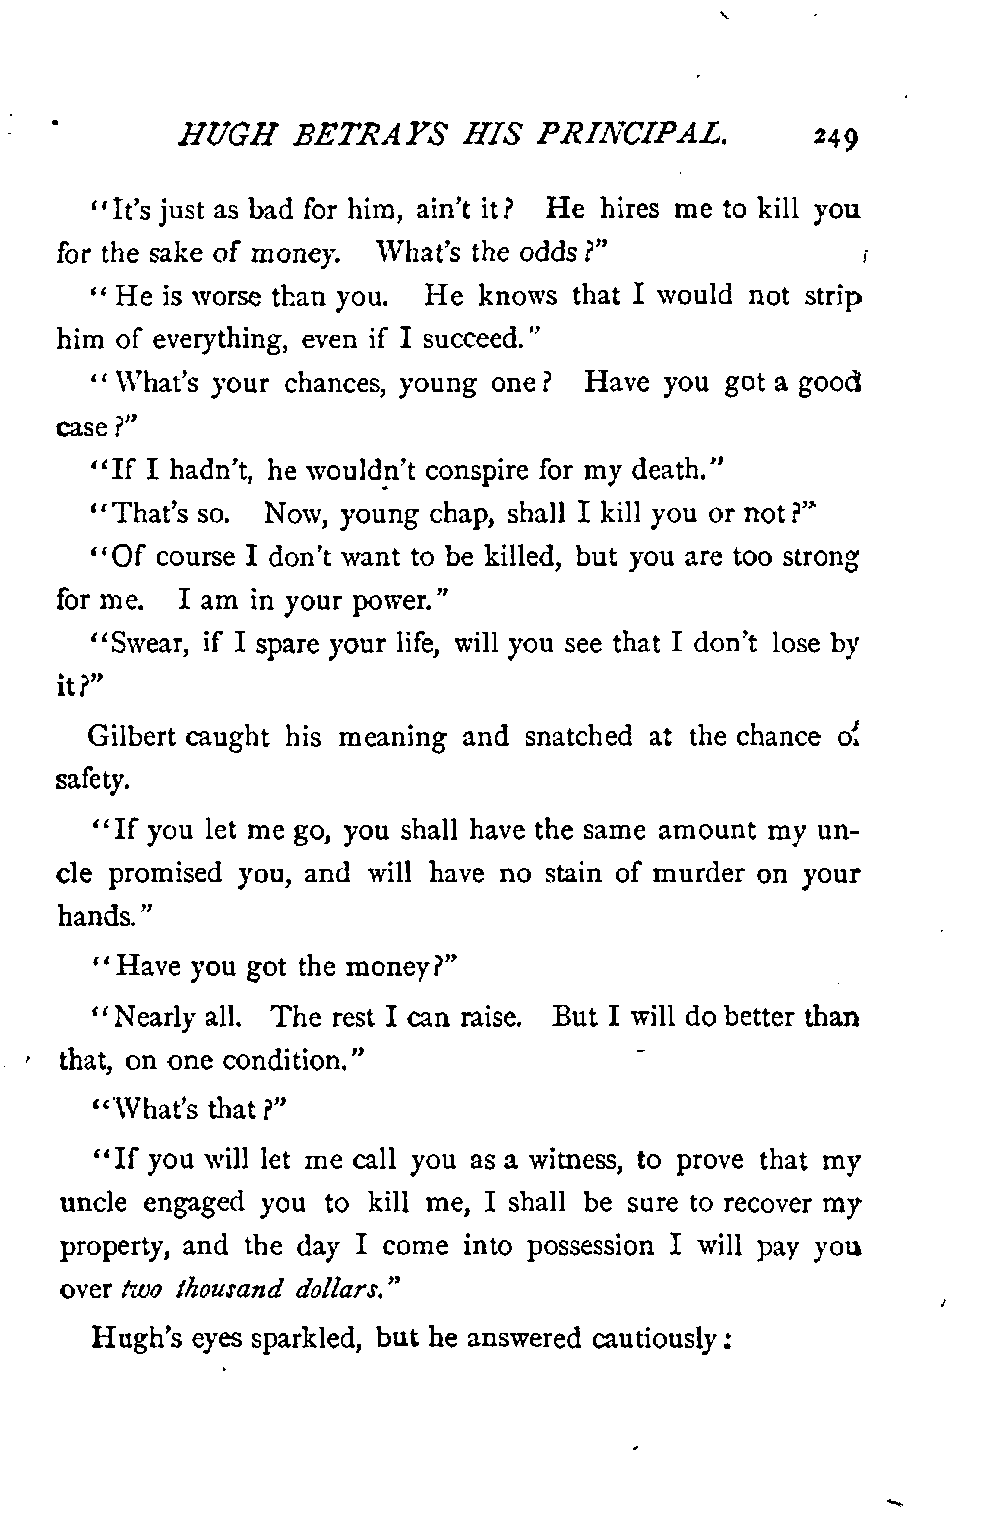 HUGH BETRAYS HIS PRINCIPAL. 249
"It's just as bad for him, ain't it? He hires me to kill you
for the sake of money. What's the odds?"
"He is worse than you. He knows that I would not strip
him of everything, even if I succeed."
"What's your chances, young one? Have you got a good
case?"
"If I hadn't, he wouldn't conspire for my death."
"That's so. Now, young chap, shall I kill you or not?"
"Of course I don't want to be killed, but you are too strong
for me. I am in your power."
"Swear, if I spare your life, will you see that I don't lose by
it?"
Gilbert caught his meaning and snatched at the chance of
safety.
"If you let me go, you shall have the same amount my un-
cle promised you, and will have no stain of murder on your
hands."
"Have you got the money?"
"Nearly all. The rest I can raise. But I will do better than
that, on one condition."
"What's that?"
"If you will let me call you as a witness, to prove that my
uncle engaged you to kill me, I shall be sure to recover my
property, and the day I come into possession I will pay you
over two thousand dollars."
Hugh's eyes sparkled, but he answered cautiously: